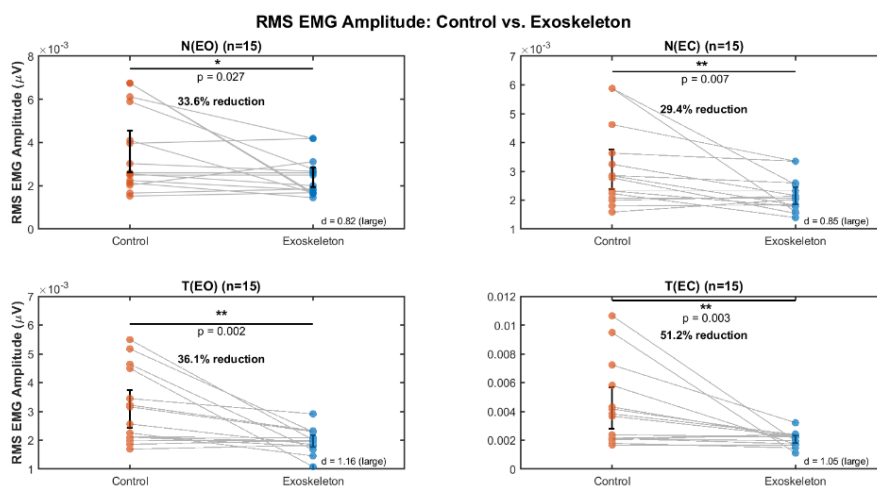 RMS EMG Amplitude: Control vs. Exoskeleton
N(EO) (n=15)
×10⁻³
RMS EMG Amplitude (μV)
8
6
4
2
0
*
p = 0.027
33.6% reduction
d = 0.82 (large)
Control
Exoskeleton
N(EC) (n=15)
×10⁻³
7
6
5
4
3
2
1
**
p = 0.007
29.4% reduction
d = 0.85 (large)
Control
Exoskeleton
T(EO) (n=15)
×10⁻³
RMS EMG Amplitude (μV)
7
6
5
4
3
2
1
**
p = 0.002
36.1% reduction
d = 1.16 (large)
Control
Exoskeleton
T(EC) (n=15)
0.012
0.01
0.008
0.006
0.004
0.002
0
**
p = 0.003
51.2% reduction
d = 1.05 (large)
Control
Exoskeleton